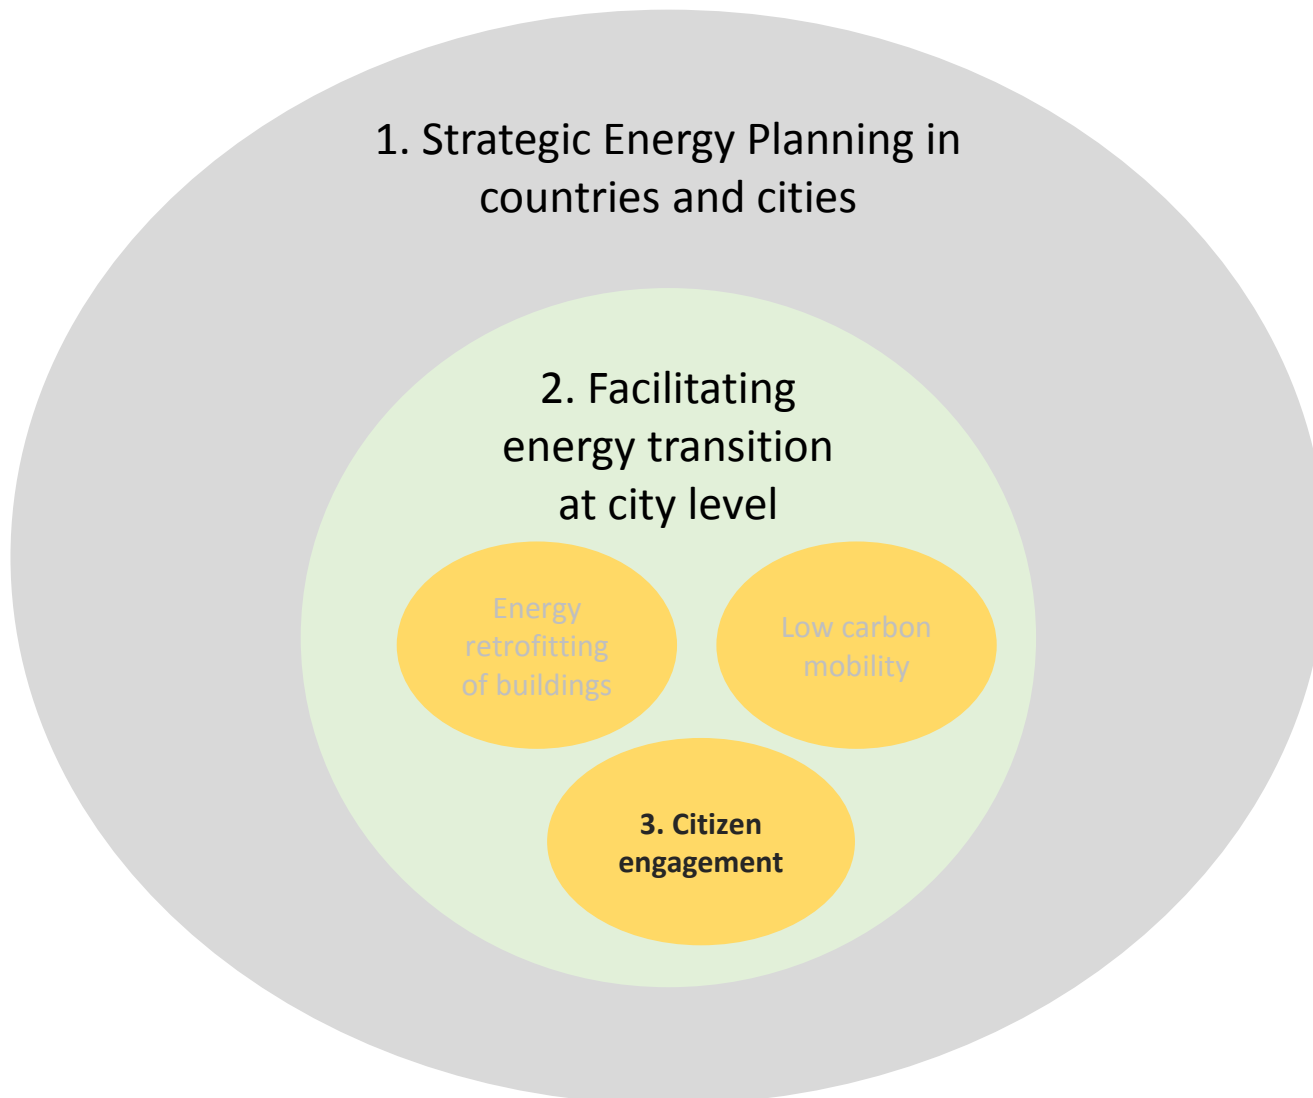 1. Strategic Energy Planning in
countries and cities
2. Facilitating
energy transition
at city level
Energy
retrofitting
of buildings
Low carbon
mobility
3. Citizen
engagement